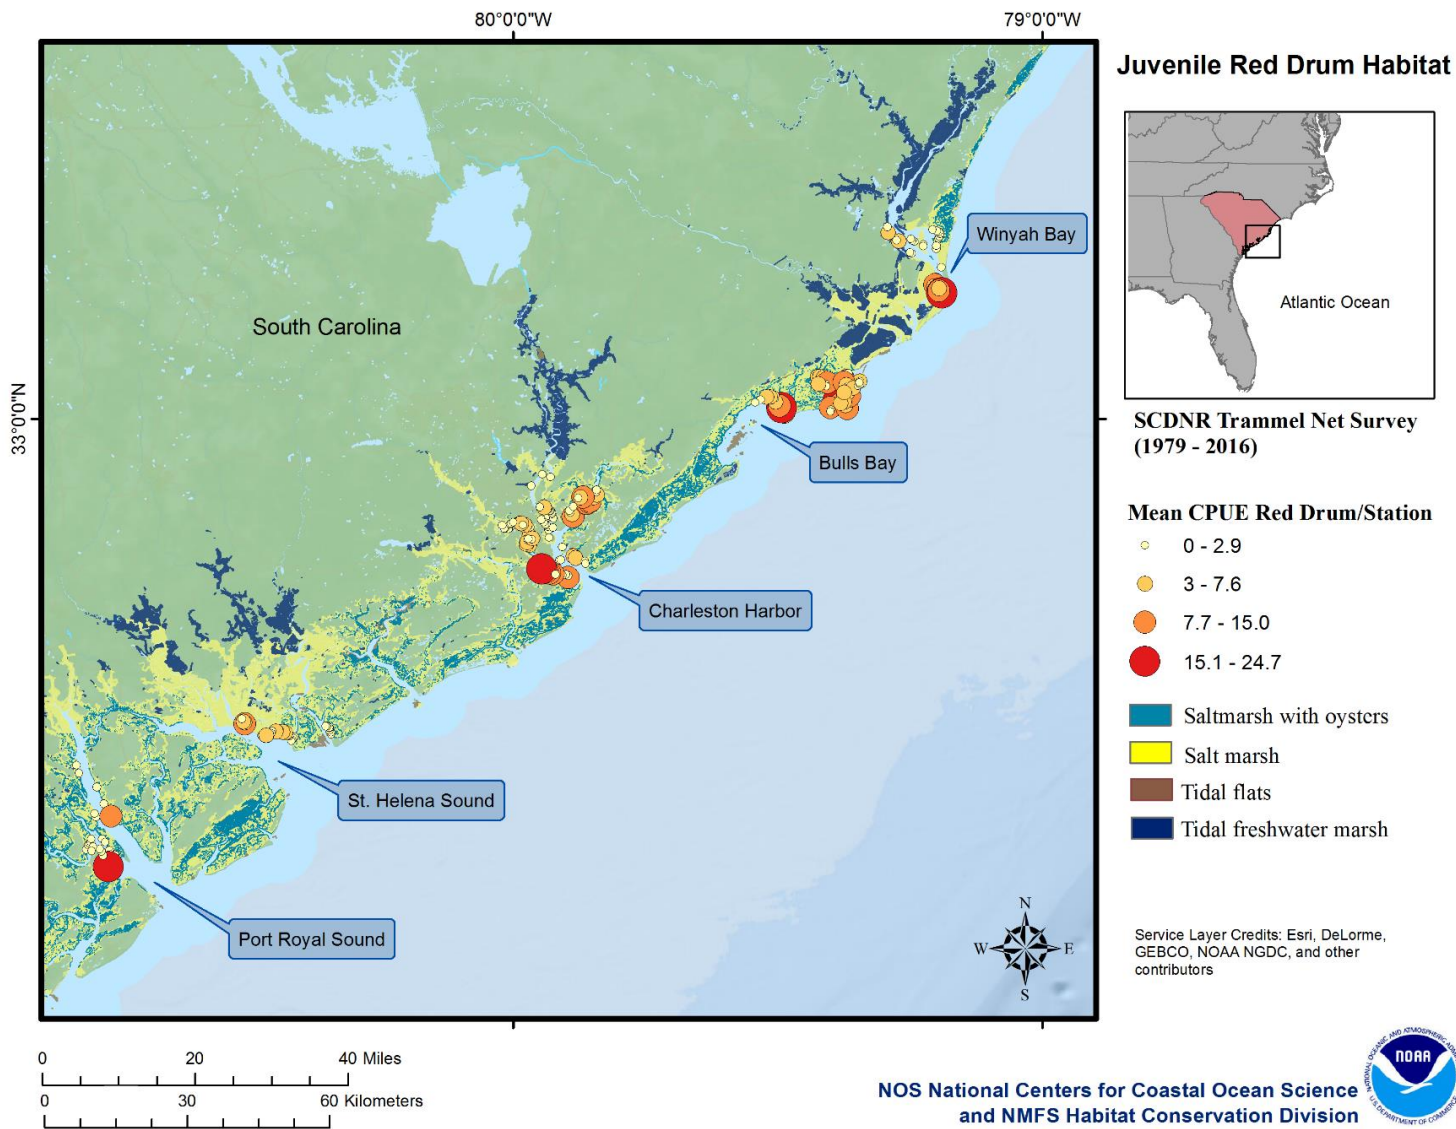 80°0'0"W
79°0'0"W
33°0'0"N
Juvenile Red Drum Habitat
Atlantic Ocean
South Carolina
Winyah Bay
Bulls Bay
Charleston Harbor
St. Helena Sound
Port Royal Sound
SCDNR Trammel Net Survey
(1979 - 2016)
Mean CPUE Red Drum/Station
0 - 2.9
3 - 7.6
7.7 - 15.0
15.1 - 24.7
Saltmarsh with oysters
Salt marsh
Tidal flats
Tidal freshwater marsh
N
W
E
S
Service Layer Credits: Esri, DeLorme,
GEBCO, NOAA NGDC, and other
contributors
0 20 40 Miles
0 30 60 Kilometers
NOAA
NOS National Centers for Coastal Ocean Science
and NMFS Habitat Conservation Division